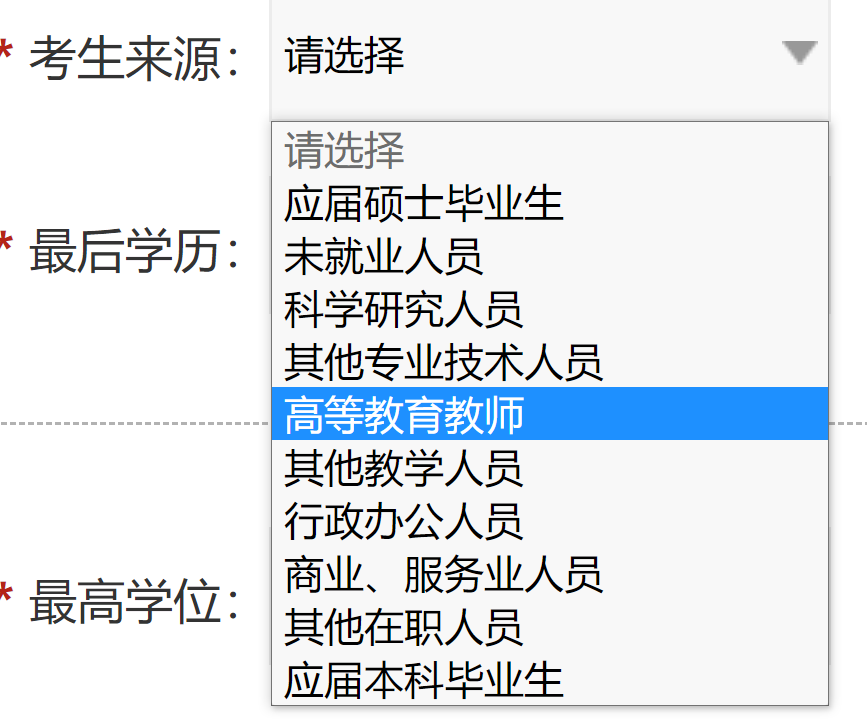 * 考生来源： 请选择
请选择
应届硕士毕业生
* 最后学历： 未就业人员
科学研究人员
其他专业技术人员
高等教育教师
其他教学人员
行政办公人员
* 最高学位： 商业、服务业人员
其他在职人员
应届本科毕业生